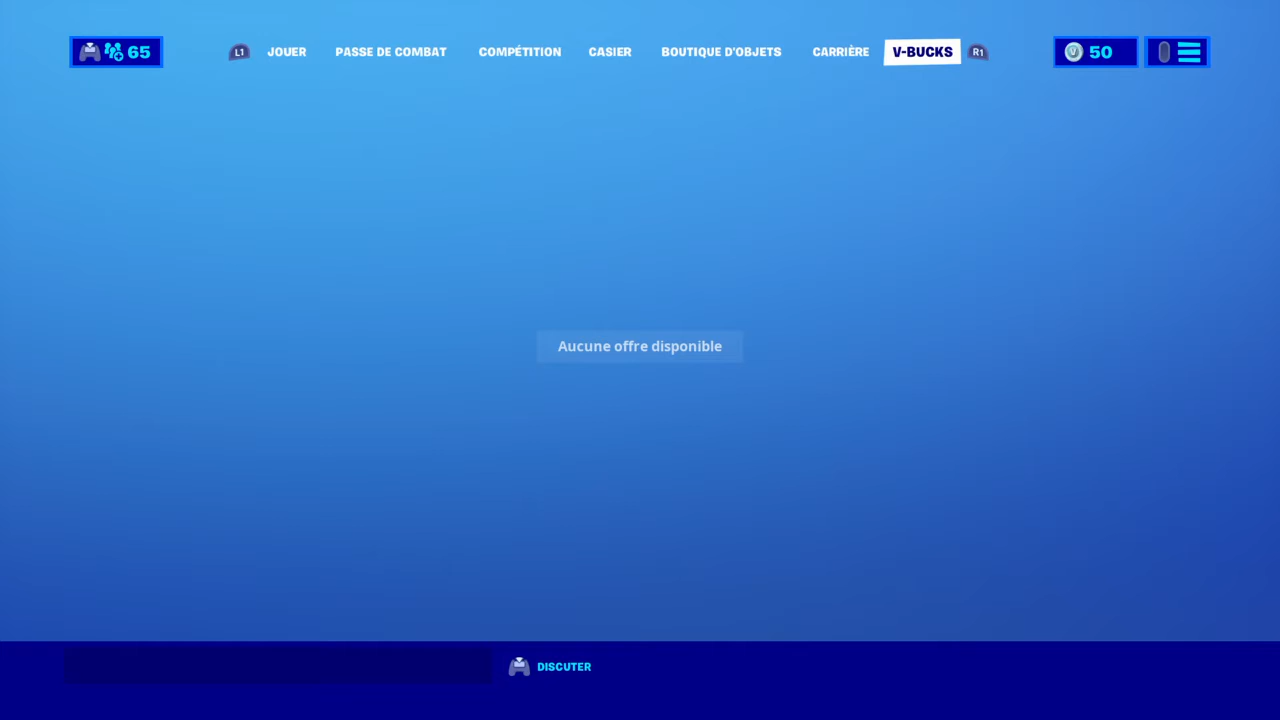 65
L1
JOUER
PASSE DE COMBAT
COMPÉTITION
CASIER
BOUTIQUE D'OBJETS
CARRIÈRE
V-BUCKS
R1
50
Aucune offre disponible
DISCUTER